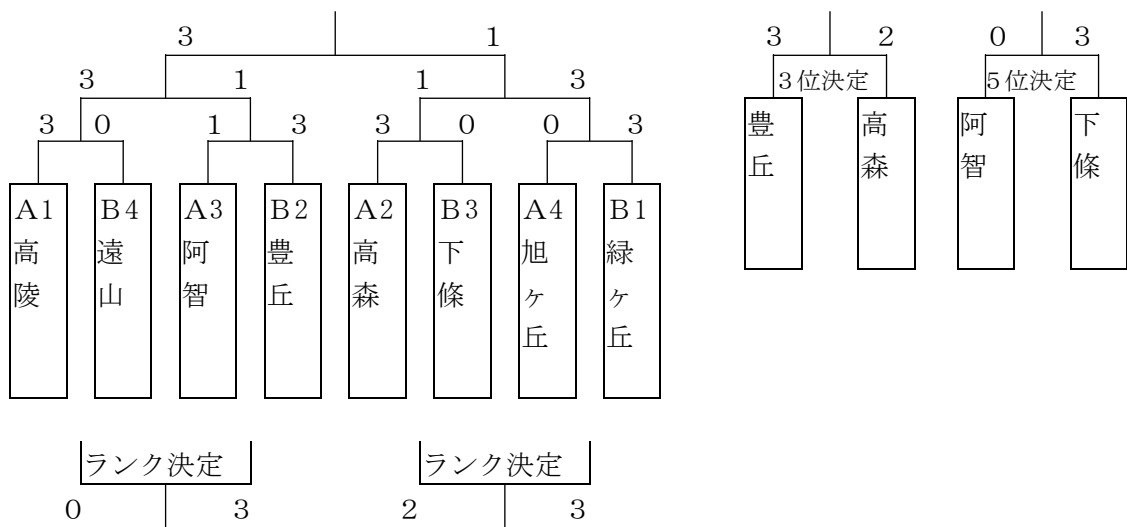 3 1
3 1 1 3
3 0 1 3 3 0 0 3
A1 高陵
B4 遠山
A3 阿智
B2 豊丘
A2 高森
B3 下條
A4 旭ヶ丘
B1 緑ヶ丘
ランク決定
0 3
ランク決定
2 3
3 2
3位決定
豊丘
高森
0 3
5位決定
阿智
下條